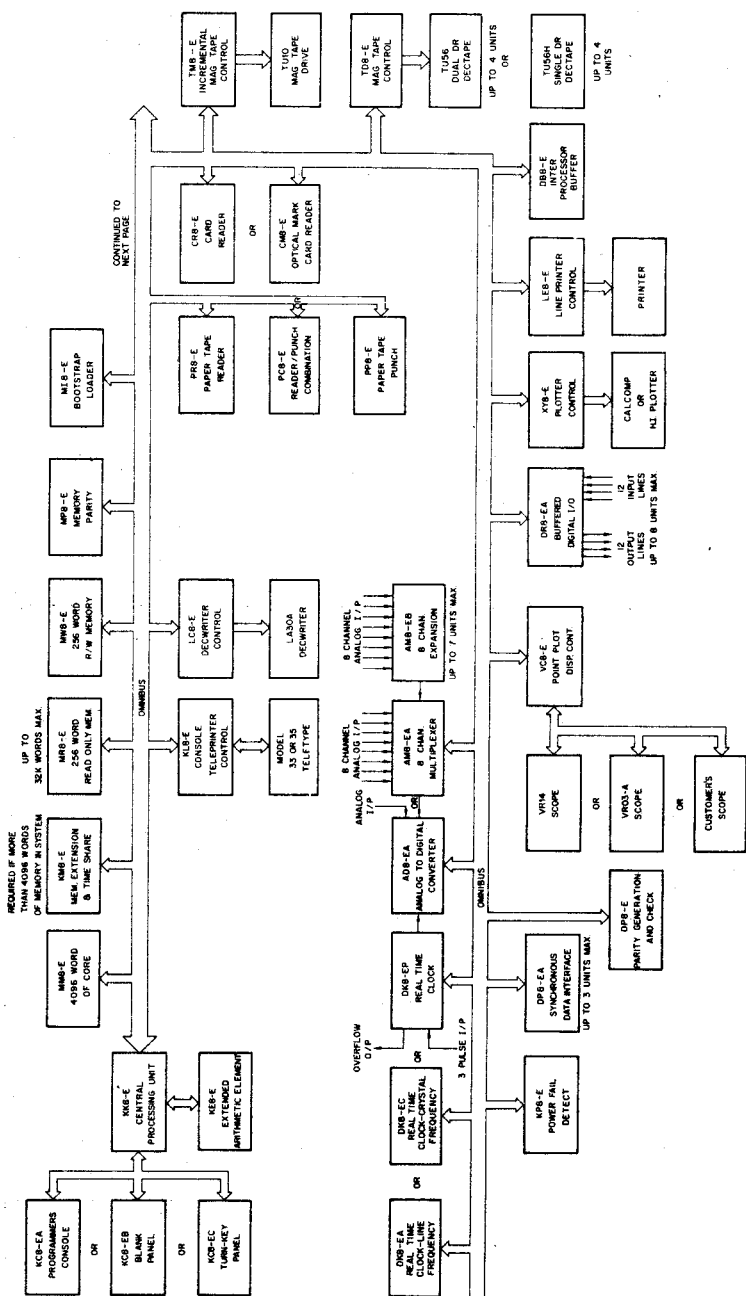 KC8-EA
PROGRAMMERS
CONSOLE
OR
KC8-EB
BLANK
PANEL
OR
KC8-EC
TURN-KEY
PANEL
KK8-E
CENTRAL
PROCESSING UNIT
KE8-E
EXTENDED
ARITHMETIC ELEMENT
MM8-E
4096 WORD
OF CORE
REQUIRED IF MORE
THAN 4096 WORDS
OF MEMORY IN SYSTEM
KM8-E
MEM. EXTENSION
& TIME SHARE
UP TO
32K WORDS MAX.
MR8-E
256 WORD
READ ONLY MEM.
MW8-E
256 WORD
R/W MEMORY
MP8-E
MEMORY
PARITY
MI8-E
BOOTSTRAP
LOADER
CONTINUED TO
NEXT PAGE
OMNIBUS
KL8-E
CONSOLE
TELEPRINTER
CONTROL
MODEL
33 OR 35
TELETYPE
LC8-E
DECWRITER
CONTROL
LA30A
DECWRITER
PR8-E
PAPER TAPE
READER
OR
PC8-E
READER/PUNCH
COMBINATION
PP8-E
PAPER TAPE
PUNCH
CR8-E
CARD
READER
OR
CM8-E
OPTICAL MARK
CARD READER
TM8-E
INCREMENTAL
MAG TAPE
CONTROL
TU10
MAG TAPE
DRIVE
TD8-E
MAG TAPE
CONTROL
TU56
DUAL DR
DECTAPE
UP TO 4 UNITS
OR
TU56H
SINGLE DR
DECTAPE
UP TO 4
UNITS
DK8-EA
REAL TIME
CLOCK-LINE
FREQUENCY
OR
DK8-EC
REAL TIME
CLOCK-CRYSTAL
FREQUENCY
OR
OVERFLOW
O/P
3 PULSE I/P
DK8-EP
REAL TIME
CLOCK
ANALOG
I/P
AD8-EA
ANALOG TO DIGITAL
CONVERTER
OR
8 CHANNEL
ANALOG I/P
AM8-EA
8 CHAN.
MULTIPLEXER
8 CHANNEL
ANALOG I/P
AM8-EB
8 CHAN.
EXPANSION
UP TO 7 UNITS MAX.
OMNIBUS
KP8-E
POWER FAIL
DETECT
DP8-EA
SYNCHRONOUS
DATA INTERFACE
UP TO 3 UNITS MAX
DP8-E
PARITY GENERATION
AND CHECK
VC8-E
POINT PLOT
DISP. CONT.
VR14
SCOPE
OR
VR03-A
SCOPE
OR
CUSTOMER'S
SCOPE
DR8-EA
BUFFERED
DIGITAL I/O
12
OUTPUT
LINES
12
INPUT
LINES
UP TO 8 UNITS MAX.
XY8-E
PLOTTER
CONTROL
CALCOMP
OR
H.I. PLOTTER
LE8-E
LINE PRINTER
CONTROL
PRINTER
DB8-E
INTER
PROCESSOR
BUFFER